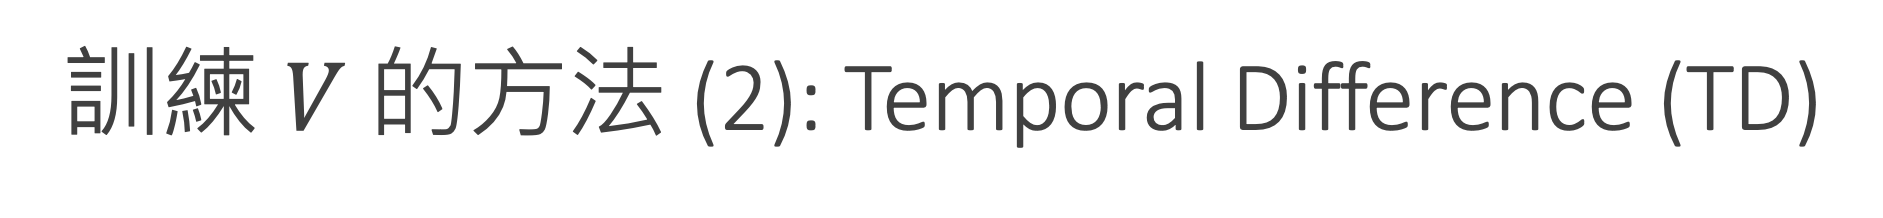 訓練 V 的方法 (2): Temporal Difference (TD)